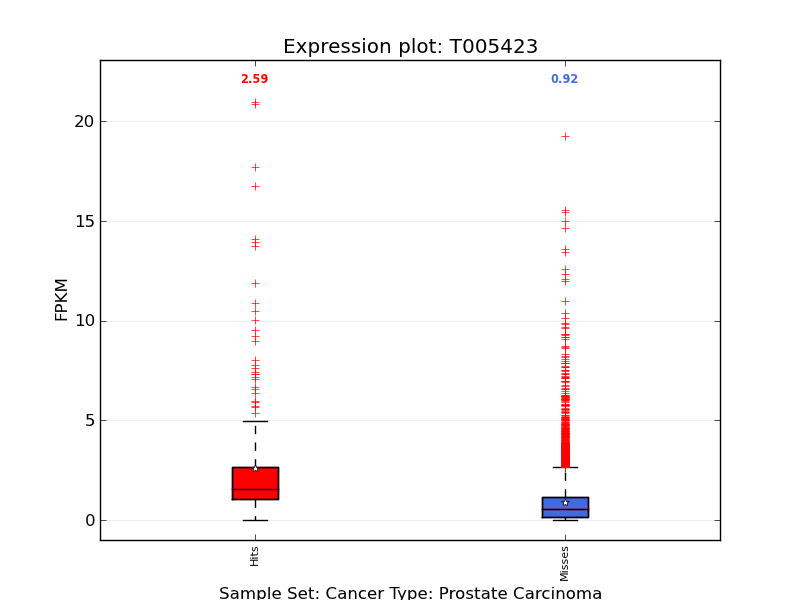 Expression plot: T005423
2.59
0.92
20
15
10
5
0
FPKM
Hits
Misses
Sample Set: Cancer Type: Prostate Carcinoma